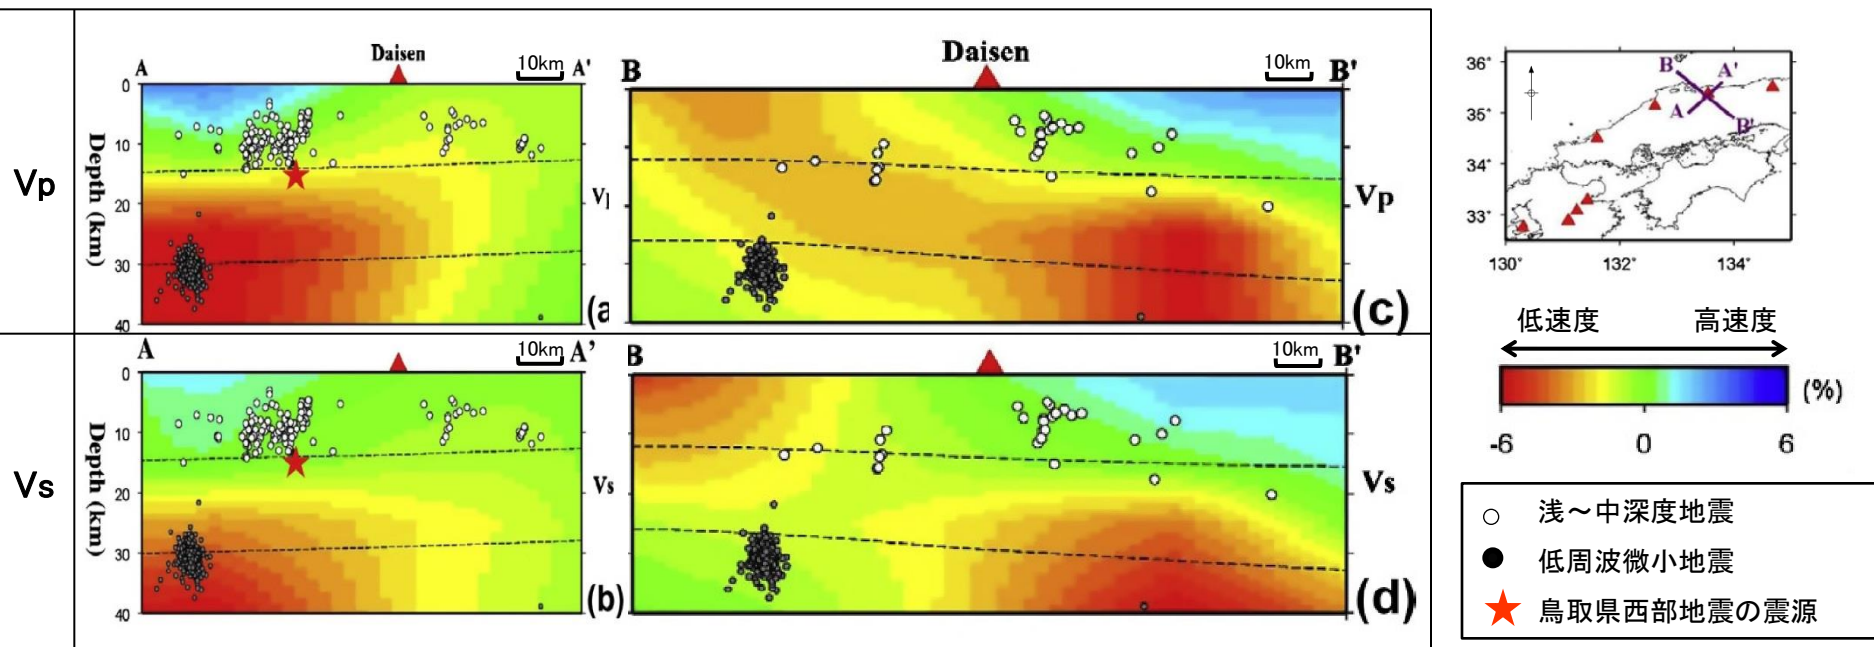 Vp
Daisen
A
10km
A'
0
10
20
30
40
Depth (km)
(a
Daisen
B
10km
B'
Vp
(c)
Vs
A
10km
A’
0
10
20
30
40
Depth (km)
Vs
(b)
B
10km
B'
Vs
(d)
36°
35°
34°
33°
130°
132°
134°
B
A'
A
B'
低速度
高速度
(%)
-6
0
6
浅～中深度地震
低周波微小地震
鳥取県西部地震の震源